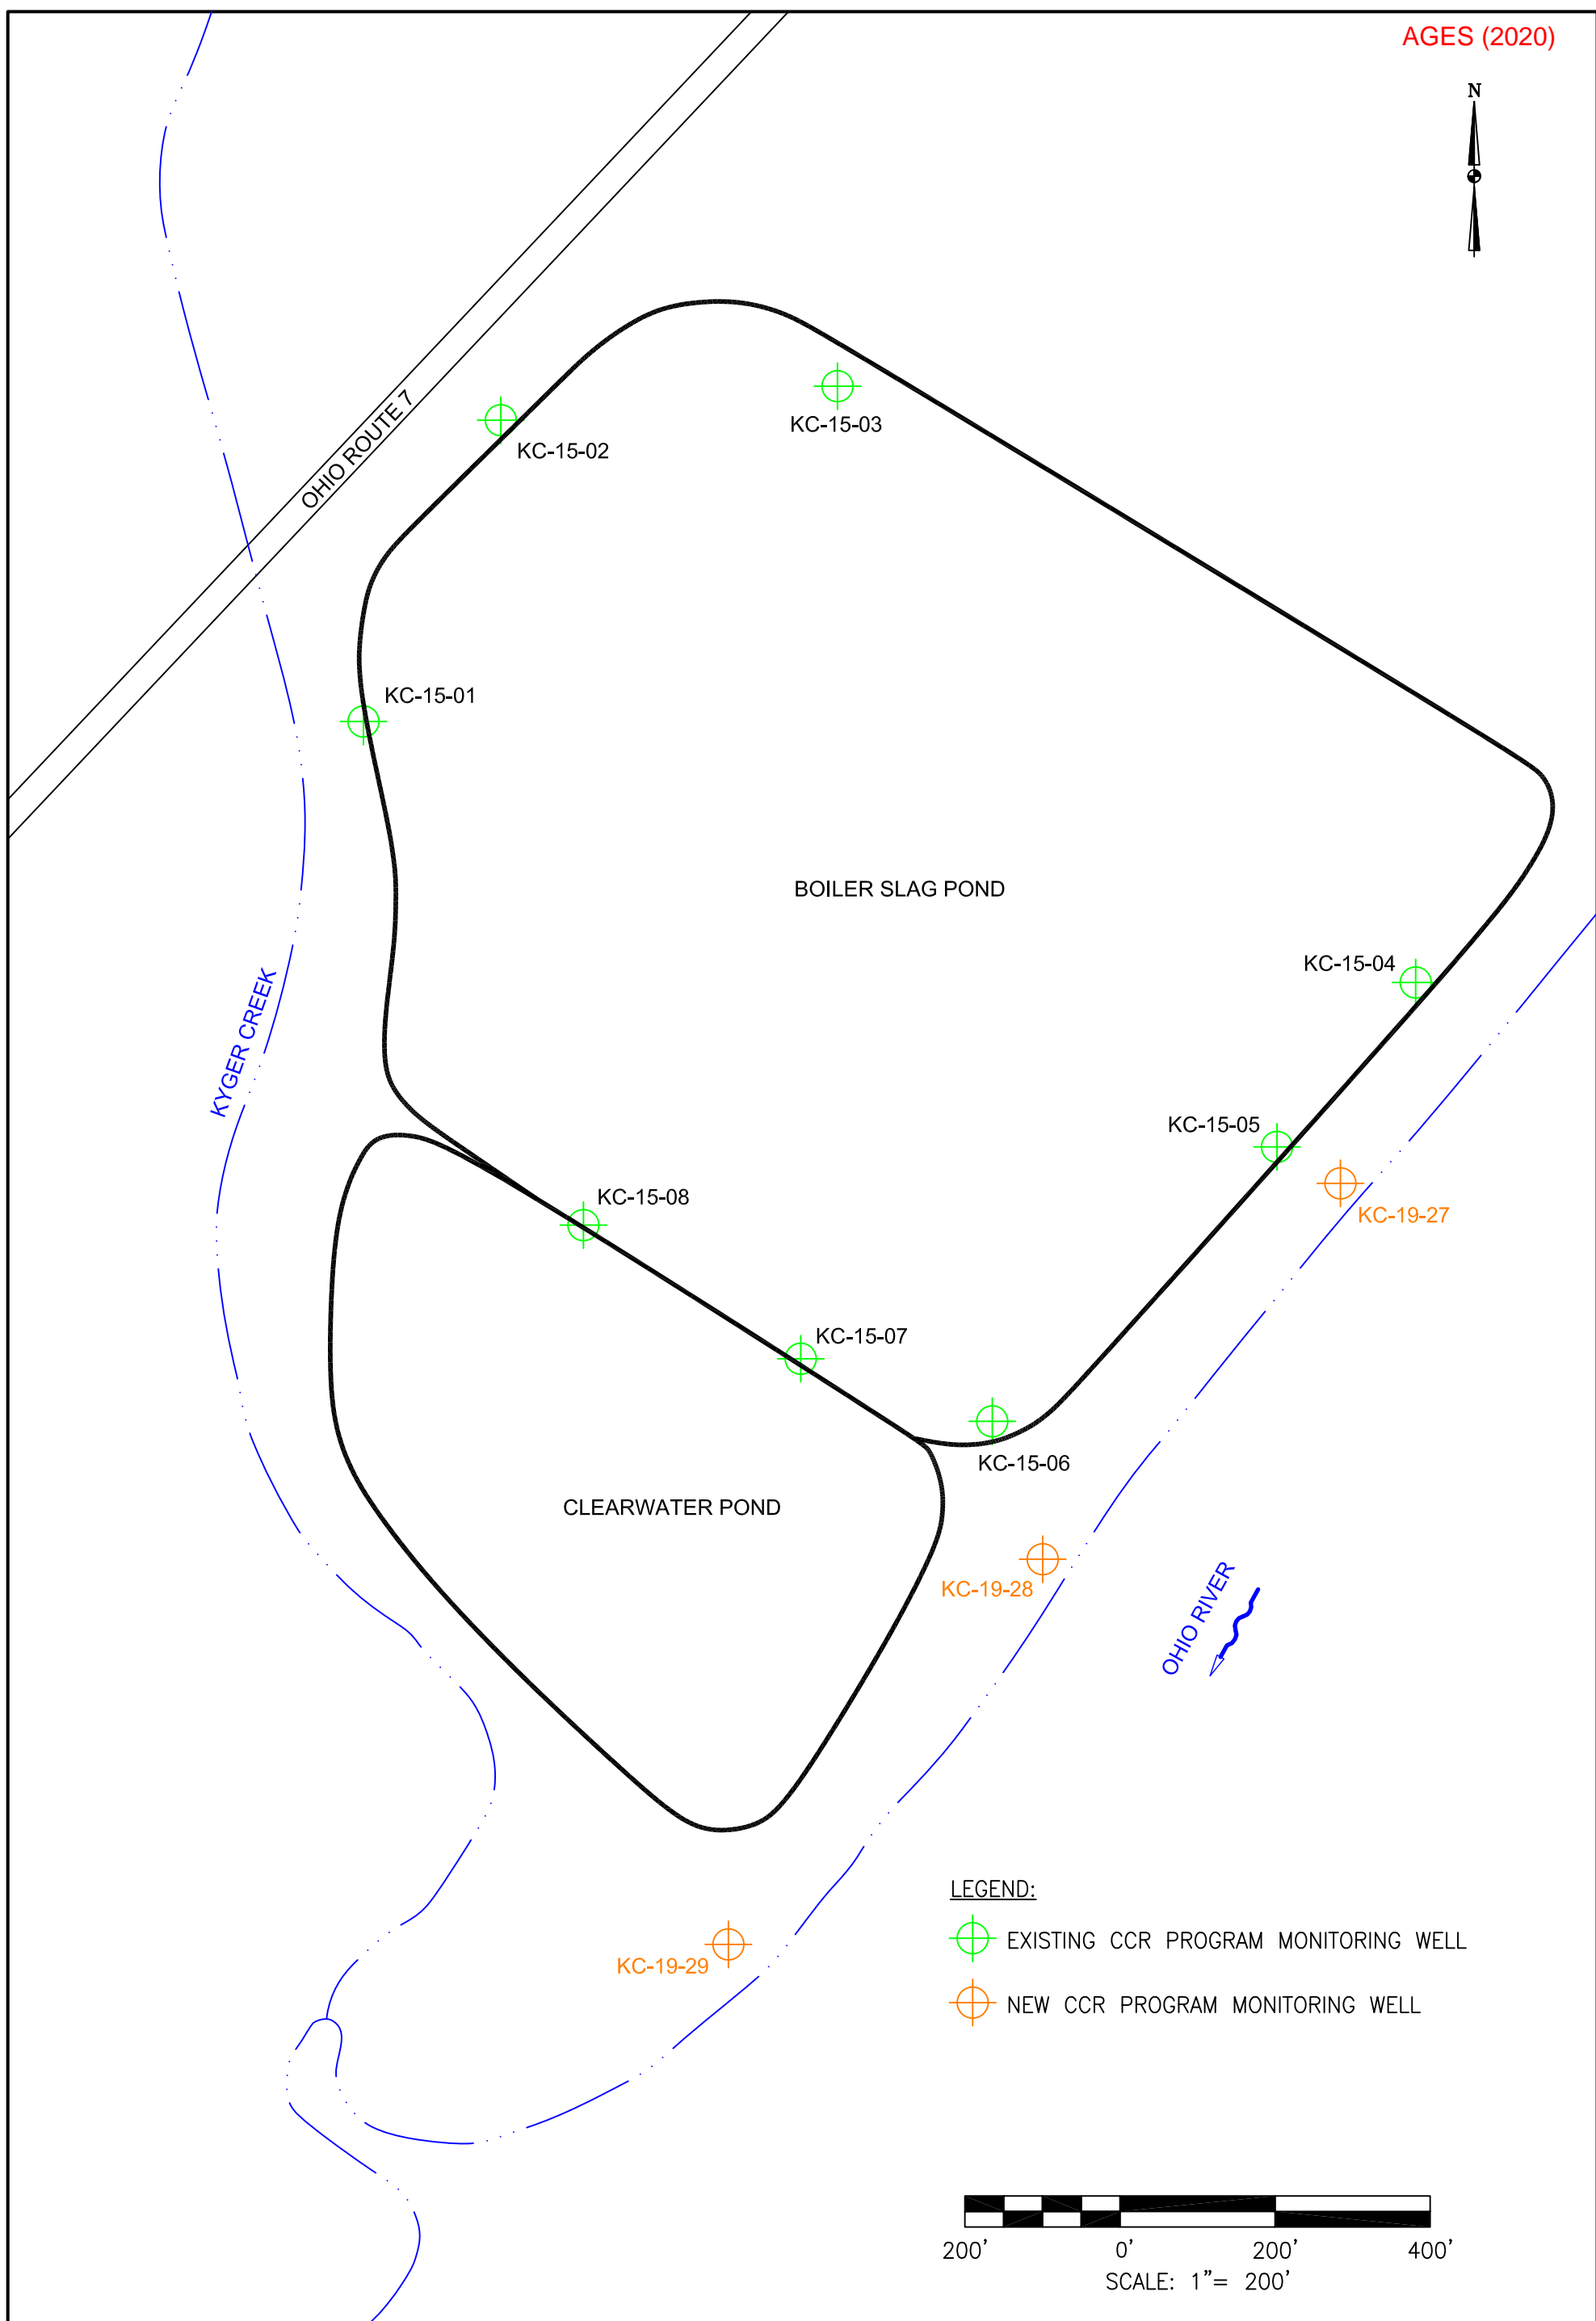 AGES (2020)
N
OHIO ROUTE 7
KC-15-03
KC-15-02
KC-15-01
BOILER SLAG POND
KC-15-04
KYGER CREEK
KC-15-05
KC-15-08
KC-19-27
KC-15-07
KC-15-06
CLEARWATER POND
KC-19-28
OHIO RIVER
LEGEND:
EXISTING CCR PROGRAM MONITORING WELL
KC-19-29
NEW CCR PROGRAM MONITORING WELL
200' 0' 200' 400'
SCALE: 1"= 200'